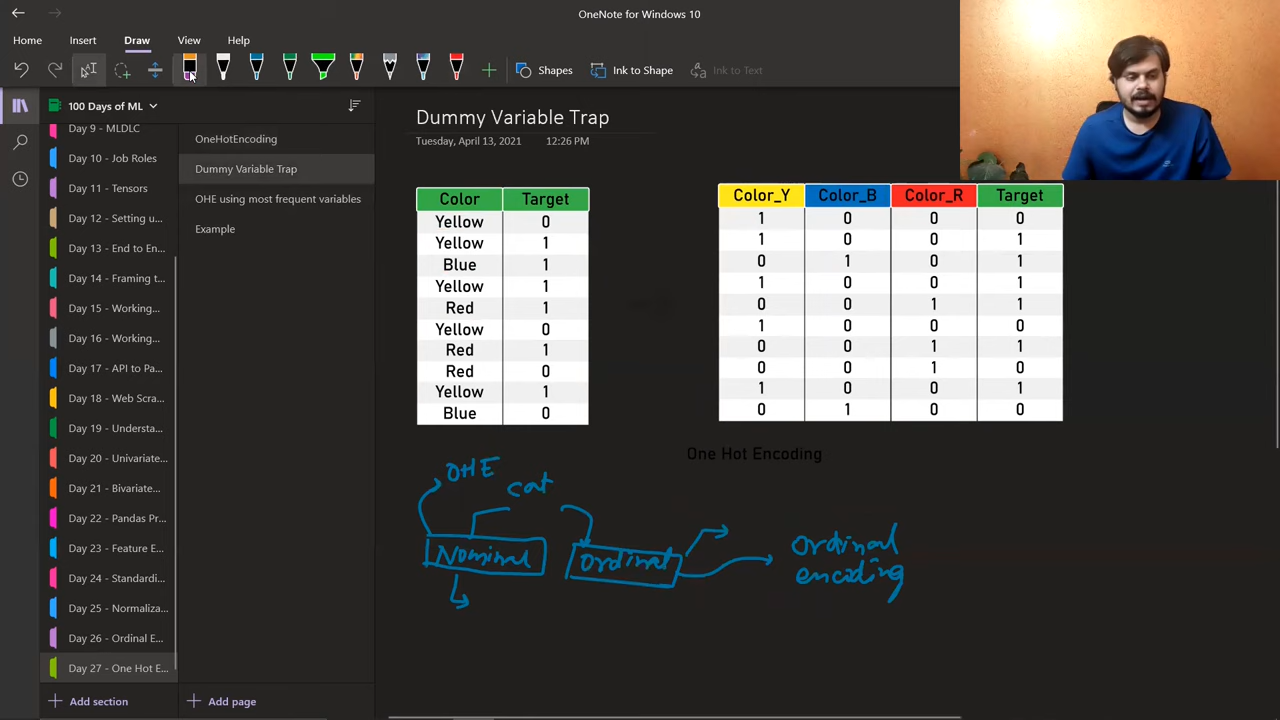 OneNote for Windows 10
Home Insert Draw View Help
Shapes Ink to Shape Ink to Text
100 Days of ML
Day 9 - MLDLC
Day 10 - Job Roles
Day 11 - Tensors
Day 12 - Setting u...
Day 13 - End to En...
Day 14 - Framing t...
Day 15 - Working...
Day 16 - Working...
Day 17 - API to Pa...
Day 18 - Web Scra...
Day 19 - Understa...
Day 20 - Univariate...
Day 21 - Bivariate...
Day 22 - Pandas Pr...
Day 23 - Feature E...
Day 24 - Standardi...
Day 25 - Normaliza...
Day 26 - Ordinal E...
Day 27 - One Hot E...
Add section
OneHotEncoding
Dummy Variable Trap
OHE using most frequent variables
Example
Add page
Dummy Variable Trap
Tuesday, April 13, 2021 12:26 PM
Color Target
Yellow 0
Yellow 1
Blue 1
Yellow 1
Red 1
Yellow 0
Red 1
Red 0
Yellow 1
Blue 0
Color_Y Color_B Color_R Target
1 0 0 0
1 0 0 1
0 1 0 1
1 0 0 1
0 0 1 1
1 0 0 0
0 0 1 1
0 0 1 0
1 0 0 1
0 1 0 0
One Hot Encoding
OHE
cat
Nominal Ordinal
ordinal
encoding